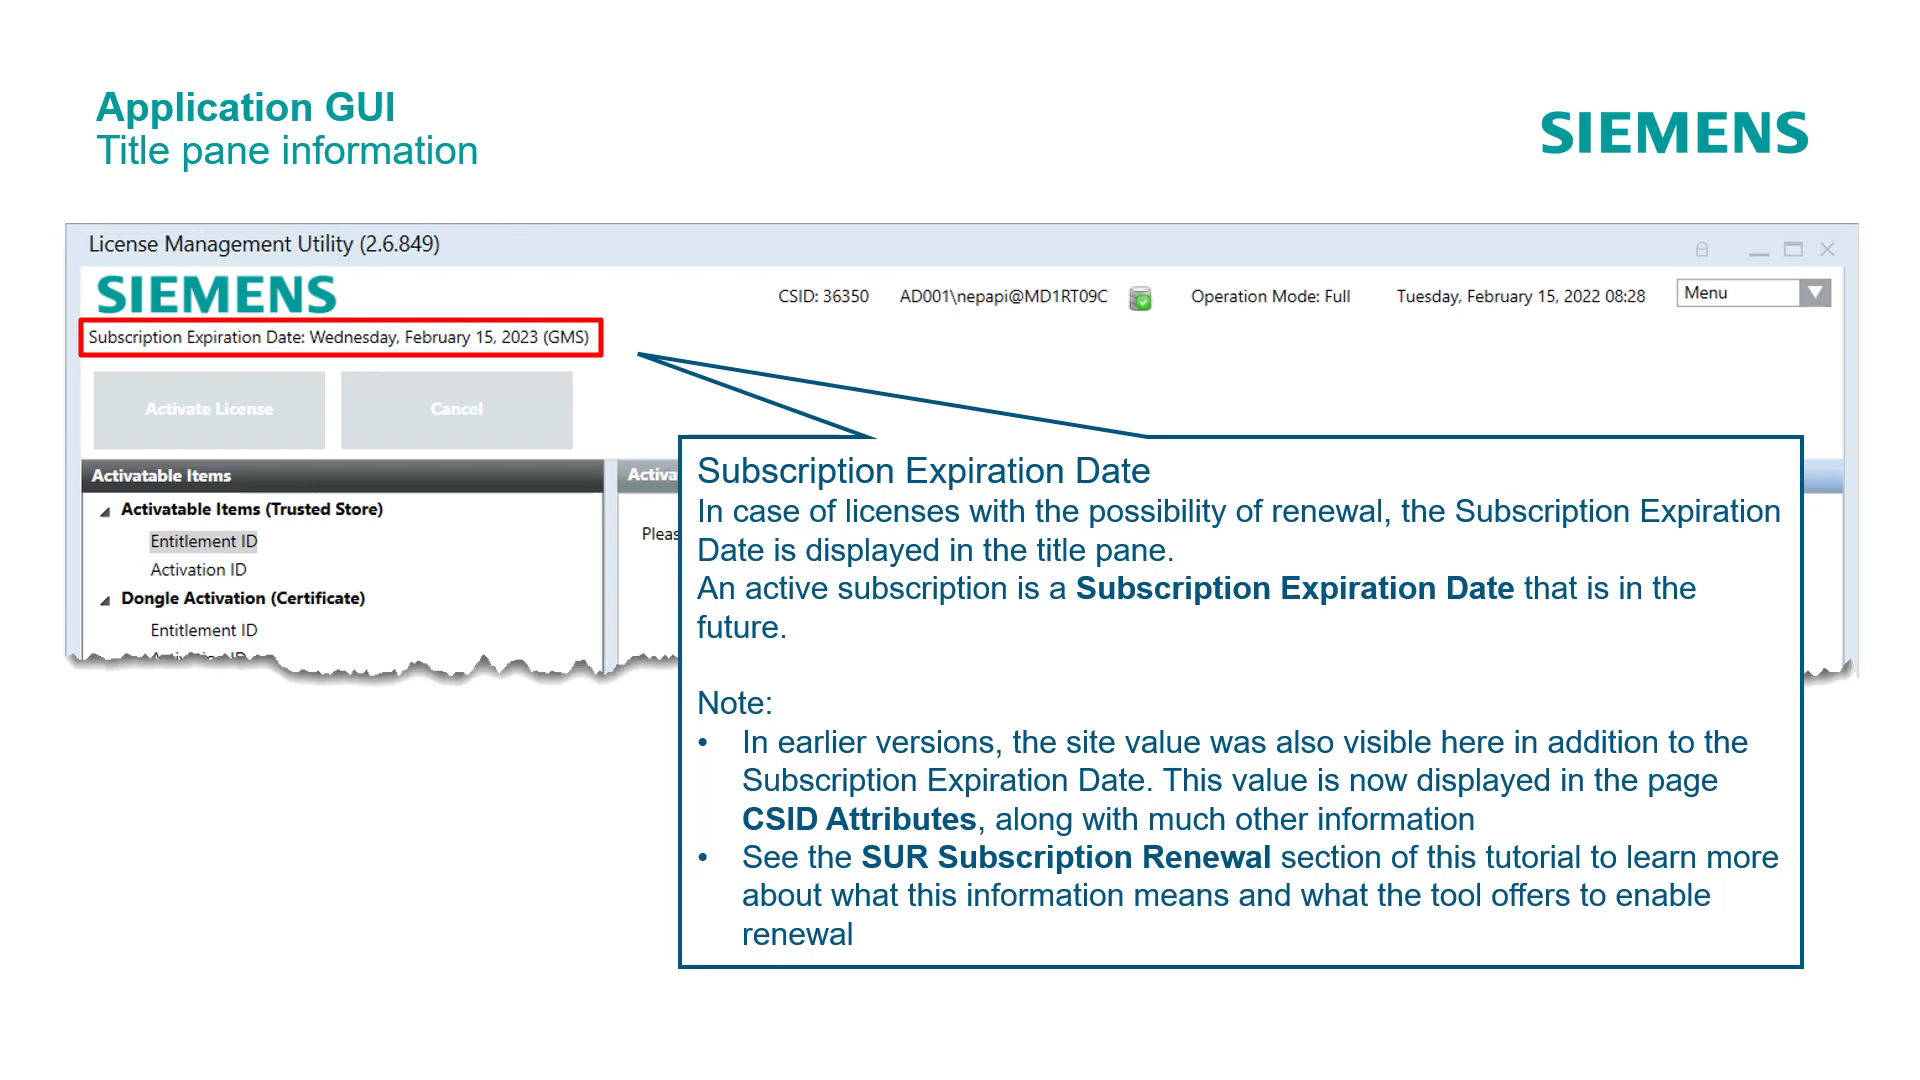 Application GUI
Title pane information
SIEMENS
License Management Utility (2.6.849)
SIEMENS
CSID: 36350 AD001\nepapi@MD1RT09C Operation Mode: Full Tuesday, February 15, 2022 08:28 Menu
Subscription Expiration Date: Wednesday, February 15, 2023 (GMS)
Activate License Cancel
Activatable Items
Activa
Activatable Items (Trusted Store)
Entitlement ID
Pleas
Activation ID
Dongle Activation (Certificate)
Entitlement ID
Subscription Expiration Date
In case of licenses with the possibility of renewal, the Subscription Expiration
Date is displayed in the title pane.
An active subscription is a Subscription Expiration Date that is in the
future.
Note:
• In earlier versions, the site value was also visible here in addition to the
Subscription Expiration Date. This value is now displayed in the page
CSID Attributes, along with much other information
• See the SUR Subscription Renewal section of this tutorial to learn more
about what this information means and what the tool offers to enable
renewal